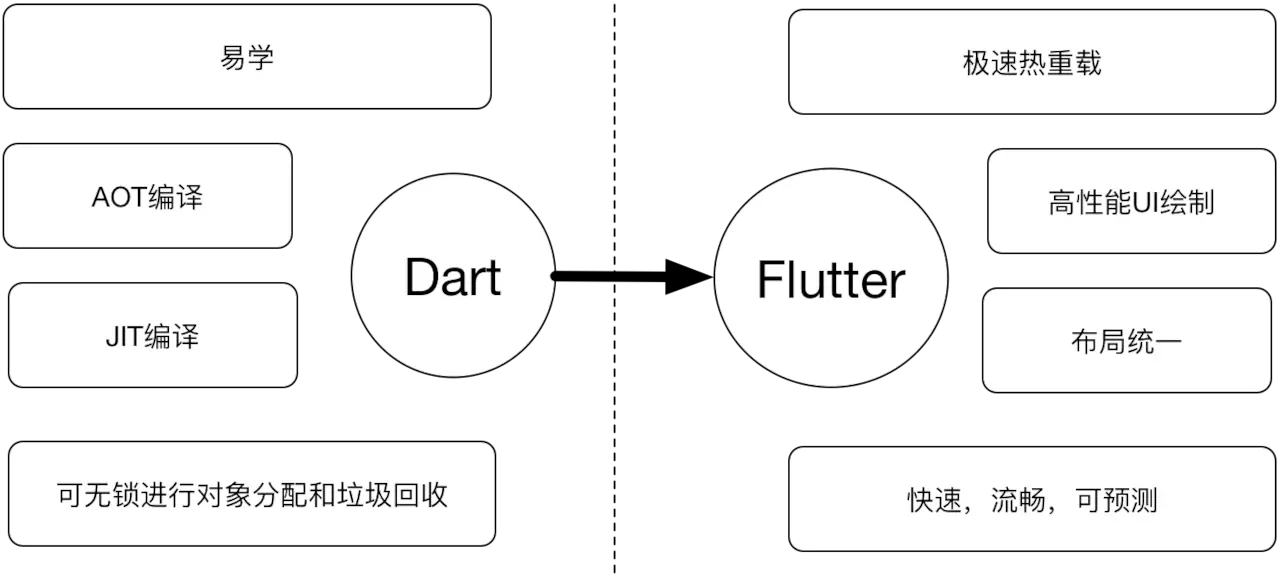 易学
AOT编译
JIT编译
可无锁进行对象分配和垃圾回收
Dart
Flutter
极速热重载
高性能UI绘制
布局统一
快速，流畅，可预测